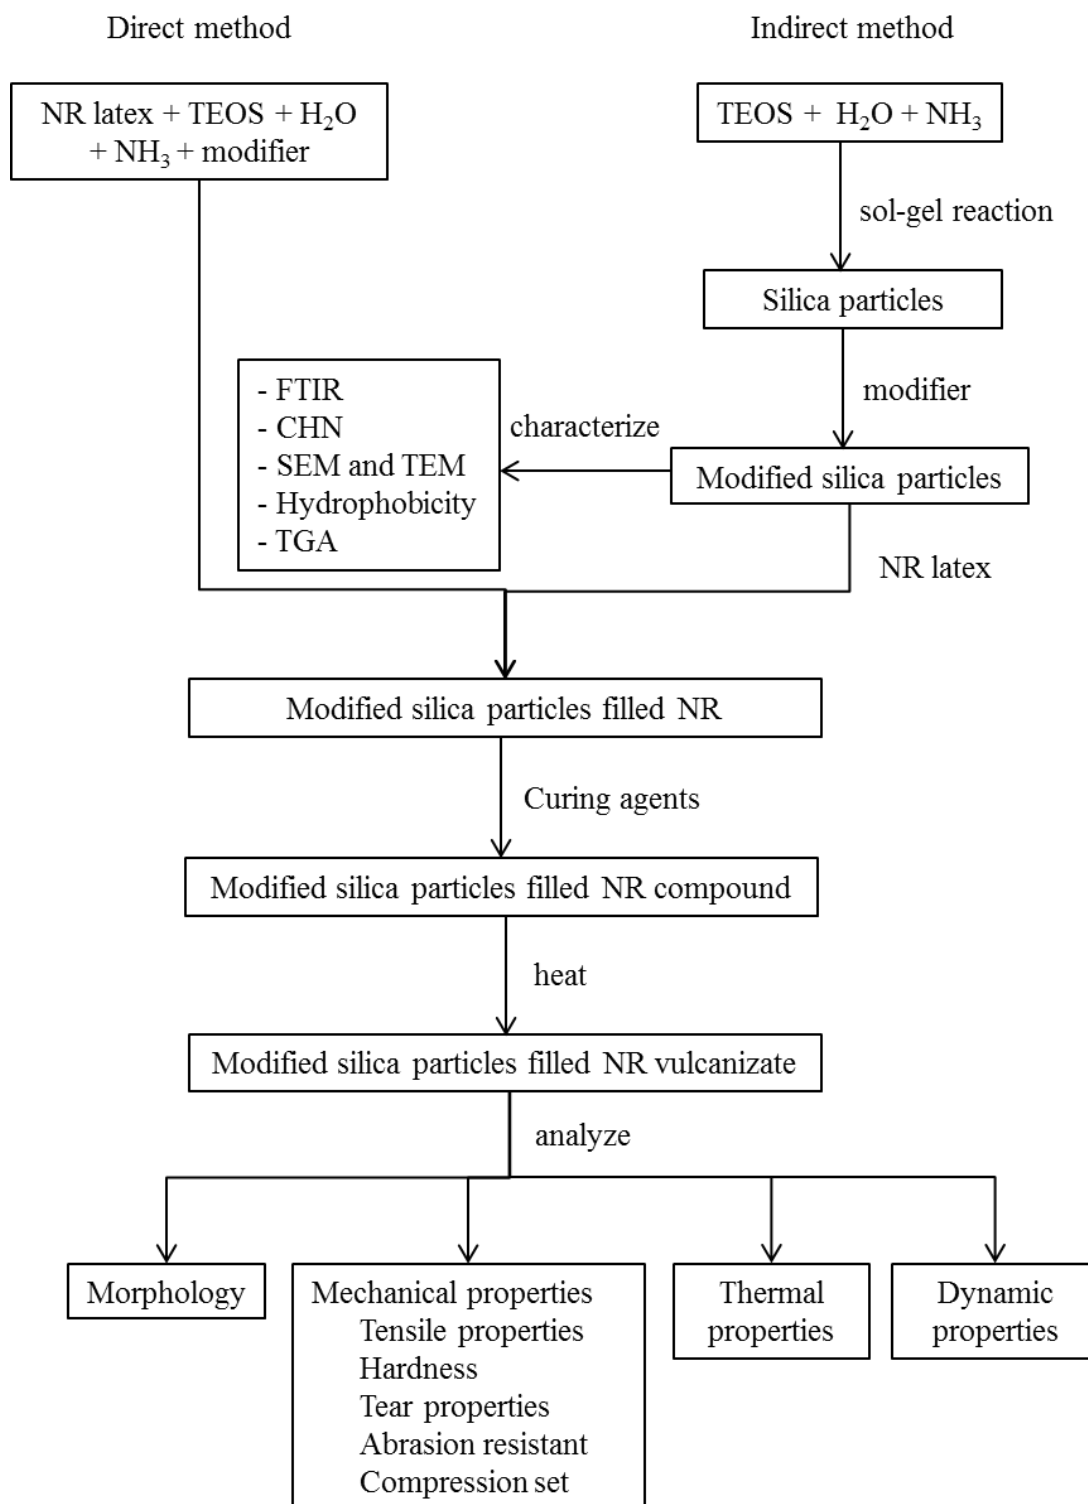 Direct method
Indirect method
NR latex + TEOS + H₂O
+ NH₃ + modifier
TEOS + H₂O + NH₃
sol-gel reaction
Silica particles
modifier
- FTIR
- CHN
- SEM and TEM
- Hydrophobicity
- TGA
characterize
Modified silica particles
NR latex
Modified silica particles filled NR
Curing agents
Modified silica particles filled NR compound
heat
Modified silica particles filled NR vulcanizate
analyze
Morphology
Mechanical properties
Tensile properties
Hardness
Tear properties
Abrasion resistant
Compression set
Thermal
properties
Dynamic
properties